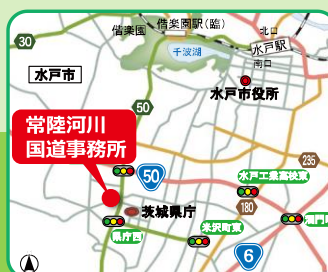 偕楽園駅(臨)
偕楽園
北口
水戸駅
南口
30
千波湖
水戸市
水戸市役所
50
常陸河川
国道事務所
235
50
水戸工業高校東
茨城県庁
180
米沢町東
県庁西
6